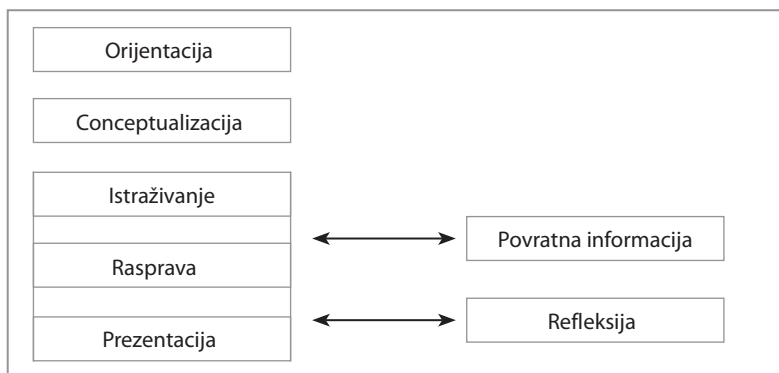 Orijentacija
Conceptualizacija
Istraživanje
Povratna informacija
Rasprava
Refleksija
Prezentacija